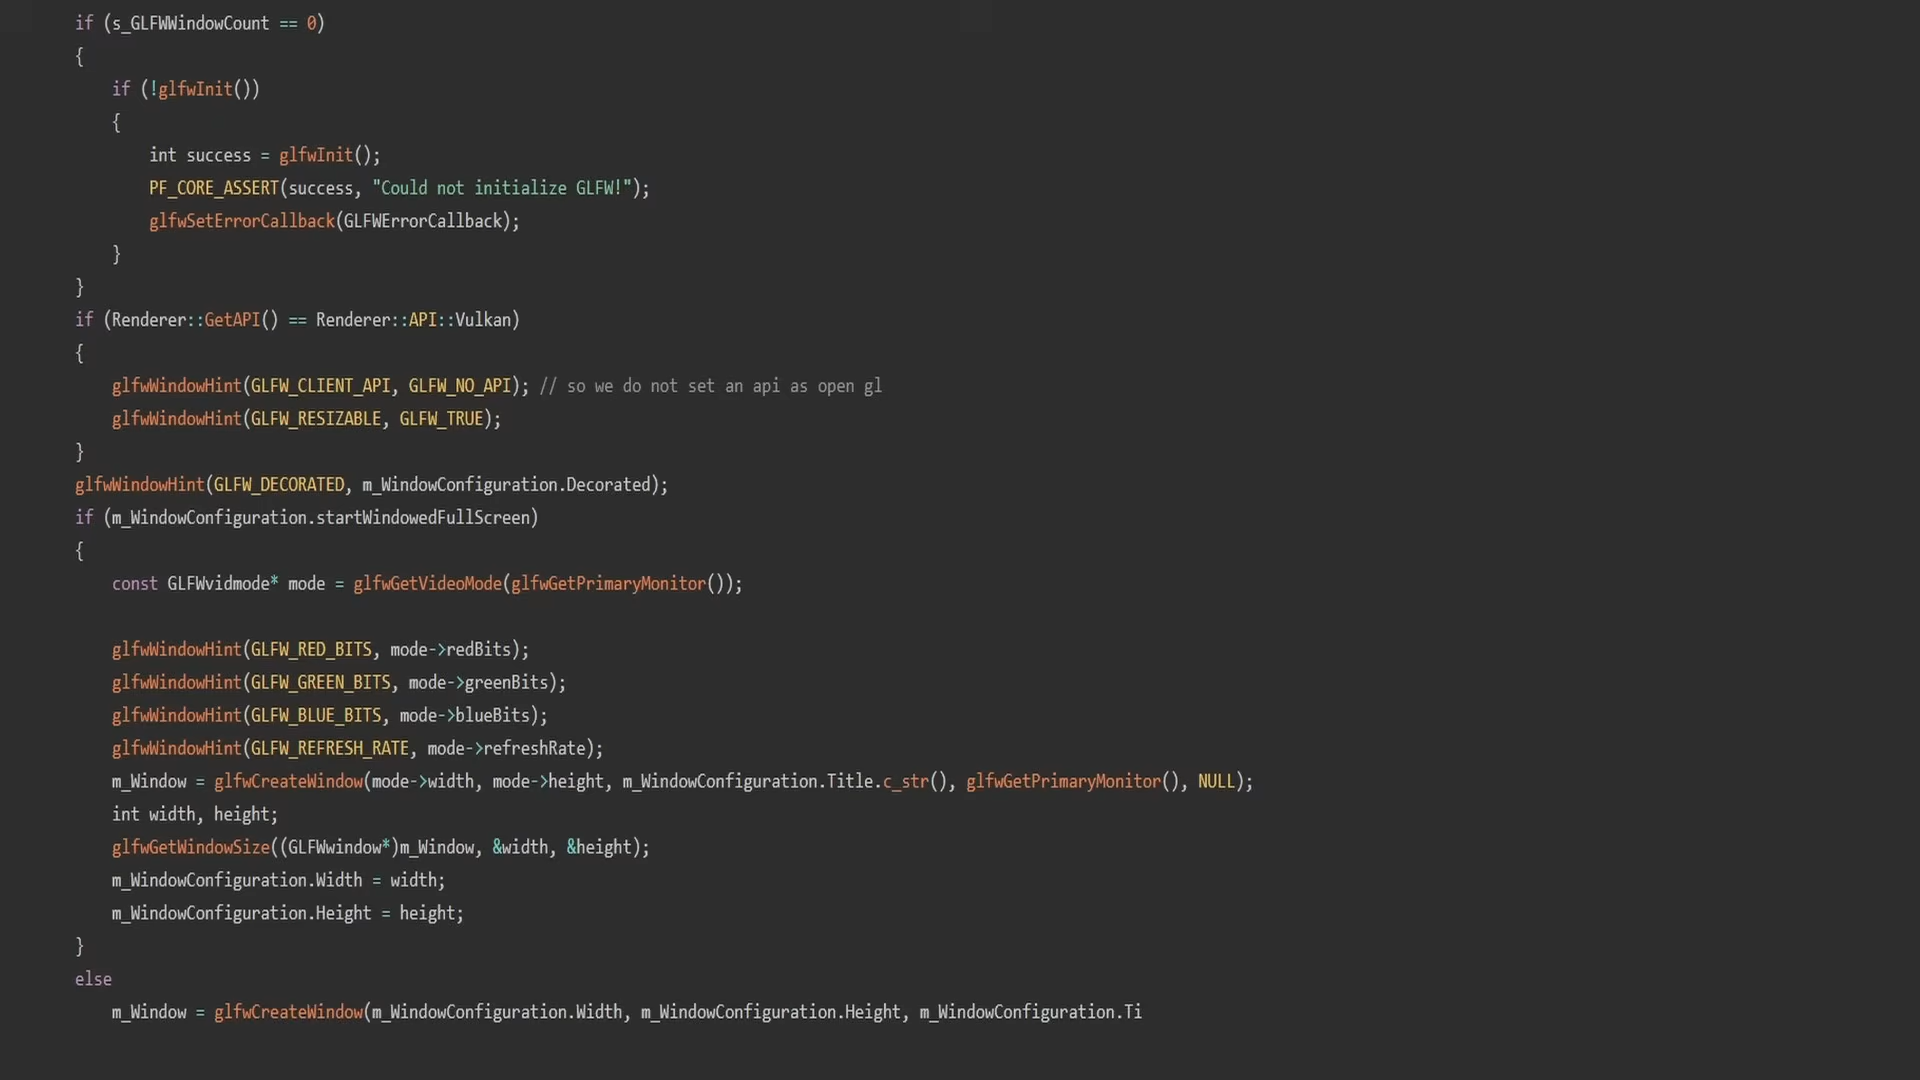 if (s_GLFWWindowCount == 0)
{
if (!glfwInit())
{
int success = glfwInit();
PF_CORE_ASSERT(success, "Could not initialize GLFW!");
glfwSetErrorCallback(GLFWErrorCallback);
}
}
if (Renderer::GetAPI() == Renderer::API::Vulkan)
{
glfwWindowHint(GLFW_CLIENT_API, GLFW_NO_API); // so we do not set an api as open gl
glfwWindowHint(GLFW_RESIZABLE, GLFW_TRUE);
}
glfwWindowHint(GLFW_DECORATED, m_WindowConfiguration.Decorated);
if (m_WindowConfiguration.startWindowedFullScreen)
{
const GLFWvidmode* mode = glfwGetVideoMode(glfwGetPrimaryMonitor());
glfwWindowHint(GLFW_RED_BITS, mode->redBits);
glfwWindowHint(GLFW_GREEN_BITS, mode->greenBits);
glfwWindowHint(GLFW_BLUE_BITS, mode->blueBits);
glfwWindowHint(GLFW_REFRESH_RATE, mode->refreshRate);
m_Window = glfwCreateWindow(mode->width, mode->height, m_WindowConfiguration.Title.c_str(), glfwGetPrimaryMonitor(), NULL);
int width, height;
glfwGetWindowSize((GLFWwindow*)m_Window, &width, &height);
m_WindowConfiguration.Width = width;
m_WindowConfiguration.Height = height;
}
else
m_Window = glfwCreateWindow(m_WindowConfiguration.Width, m_WindowConfiguration.Height, m_WindowConfiguration.Ti